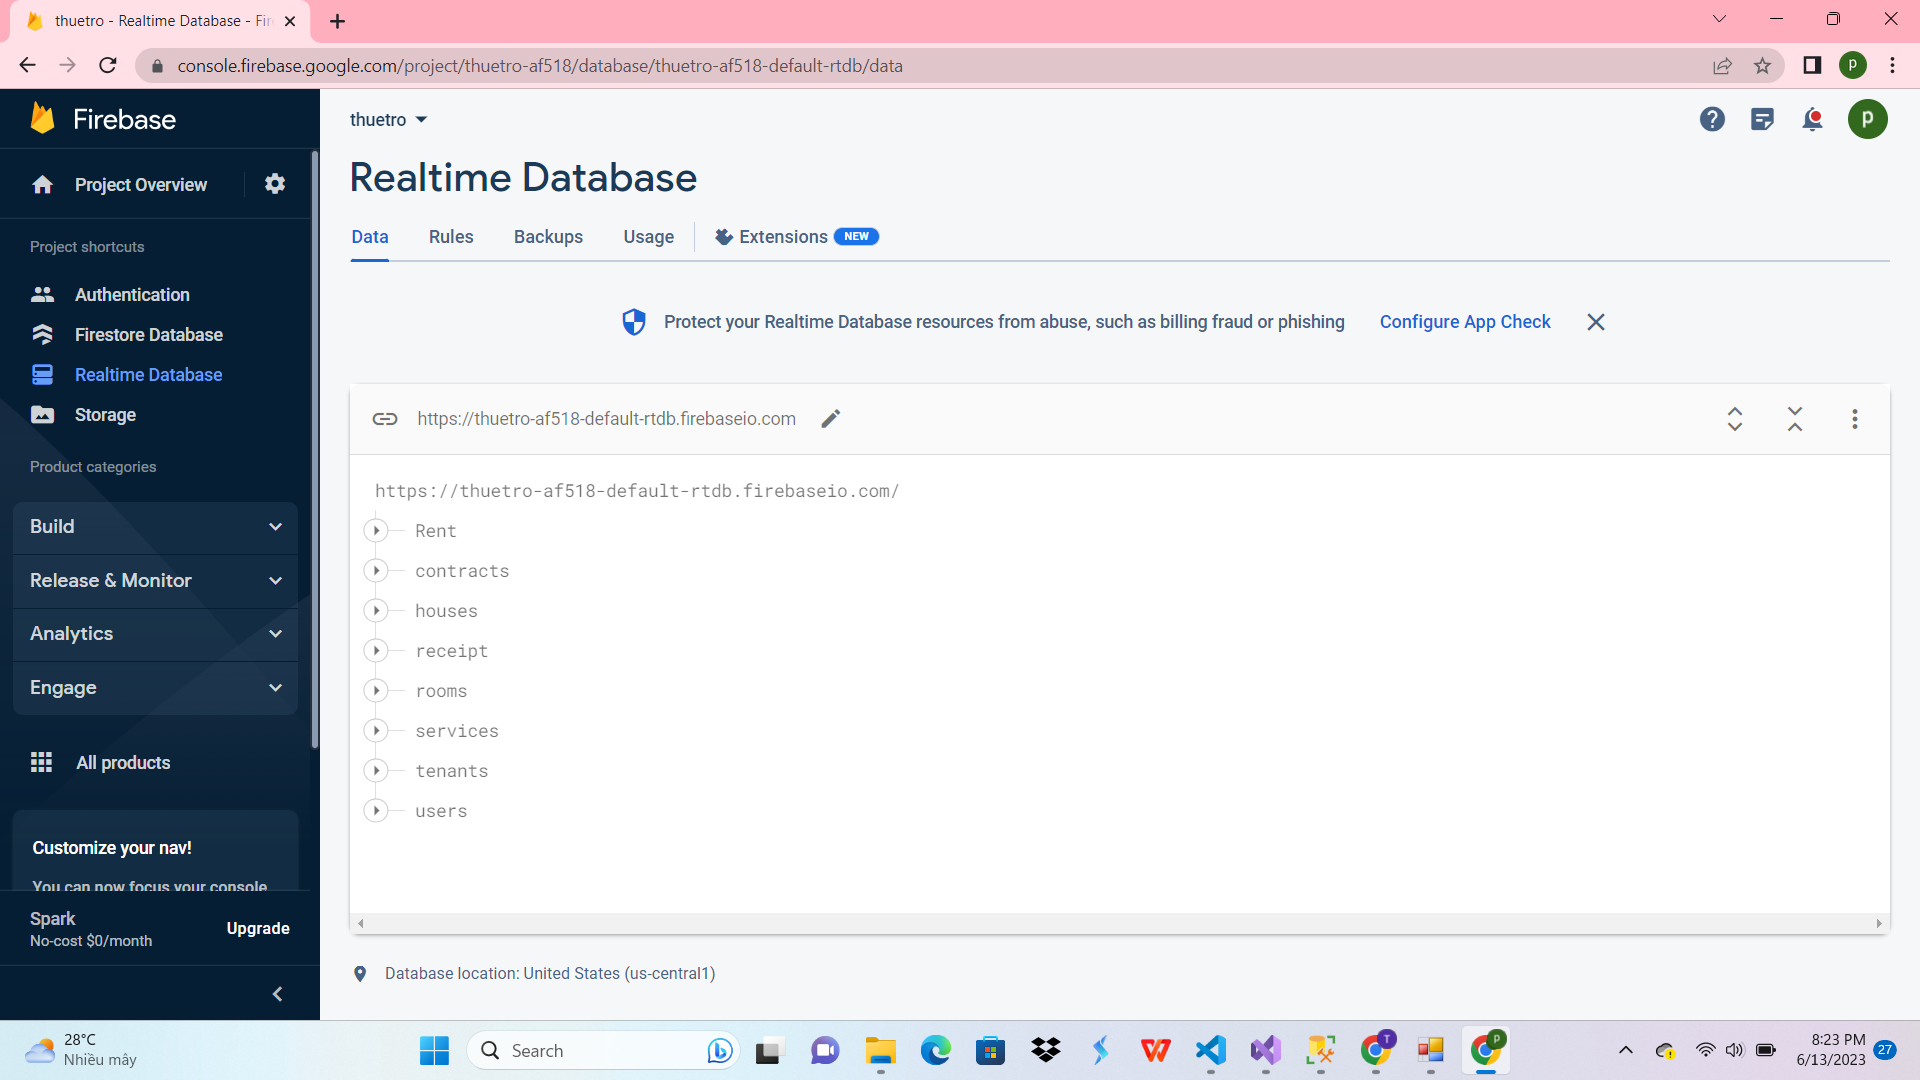 thuetro - Realtime Database - Fir
console.firebase.google.com/project/thuetro-af518/database/thuetro-af518-default-rtdb/data
P
Firebase
thuetro
P
Project Overview
Realtime Database
Project shortcuts
Data Rules Backups Usage Extensions NEW
Authentication
Firestore Database
Realtime Database
Storage
Protect your Realtime Database resources from abuse, such as billing fraud or phishing Configure App Check
https://thuetro-af518-default-rtdb.firebaseio.com
Product categories
Build
Release & Monitor
Analytics
Engage
All products
https://thuetro-af518-default-rtdb.firebaseio.com/
Rent
contracts
houses
receipt
rooms
services
tenants
users
Customize your nav!
You can now focus your console
Spark
No-cost $0/month
Upgrade
Database location: United States (us-central1)
28°C
Nhiều mây
Search
T
P
8:23 PM
6/13/2023
27